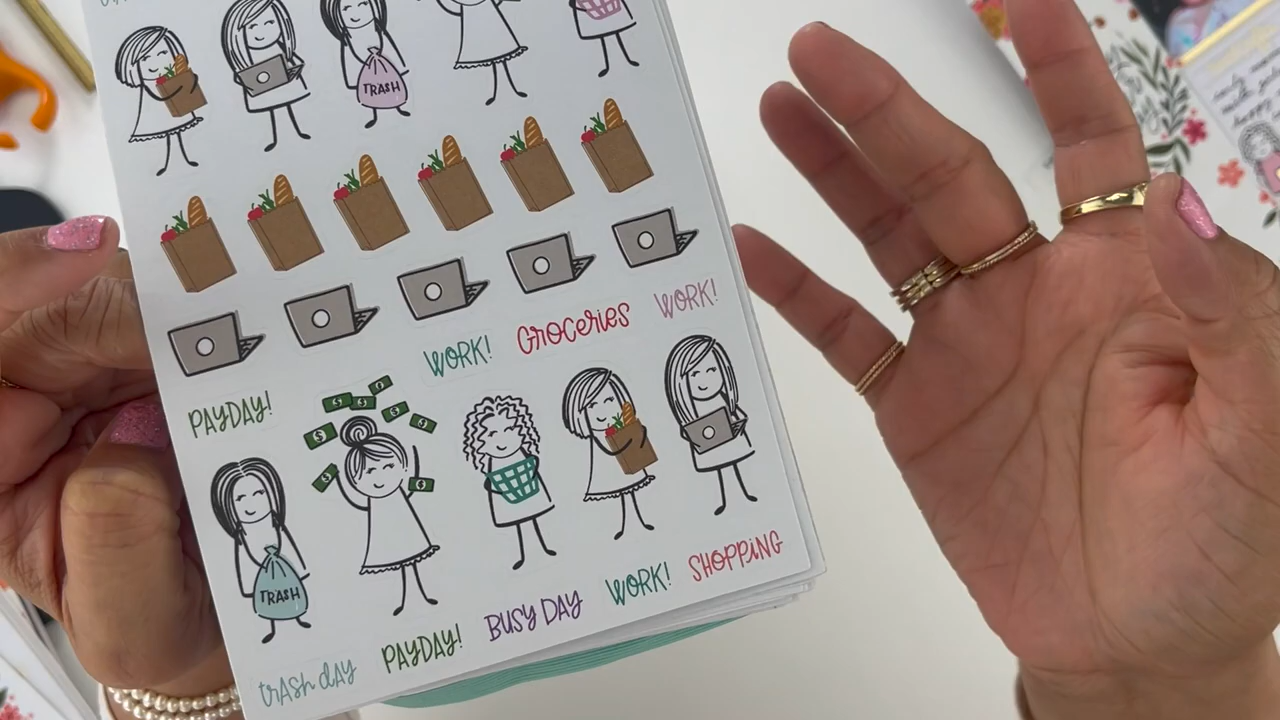 TRASH
WORK!
GROCERIES
WORK!
PAYDAY!
TRASH
trAsh dAY
PAYDAY!
BUSY DAY
WORK!
SHOPPiNG